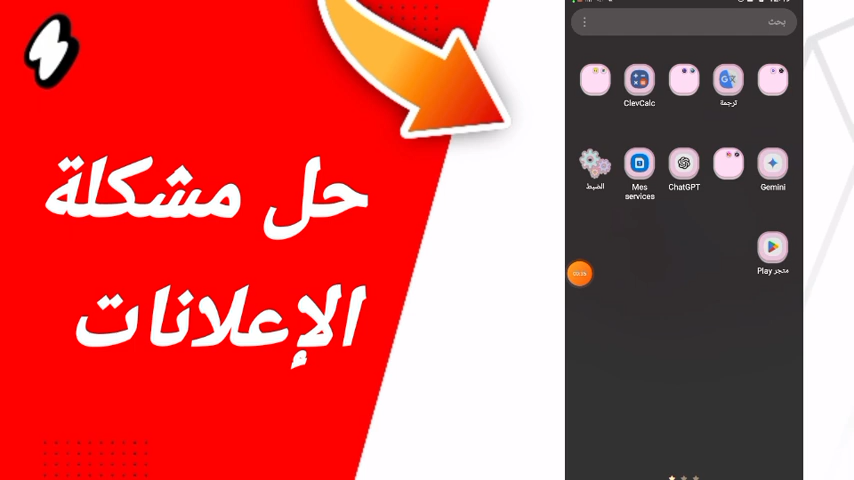 حل مشكلة
الإعلانات
بحث
ClevCalc
ترجمة
الضبط
Mes services
ChatGPT
Gemini
متجر Play